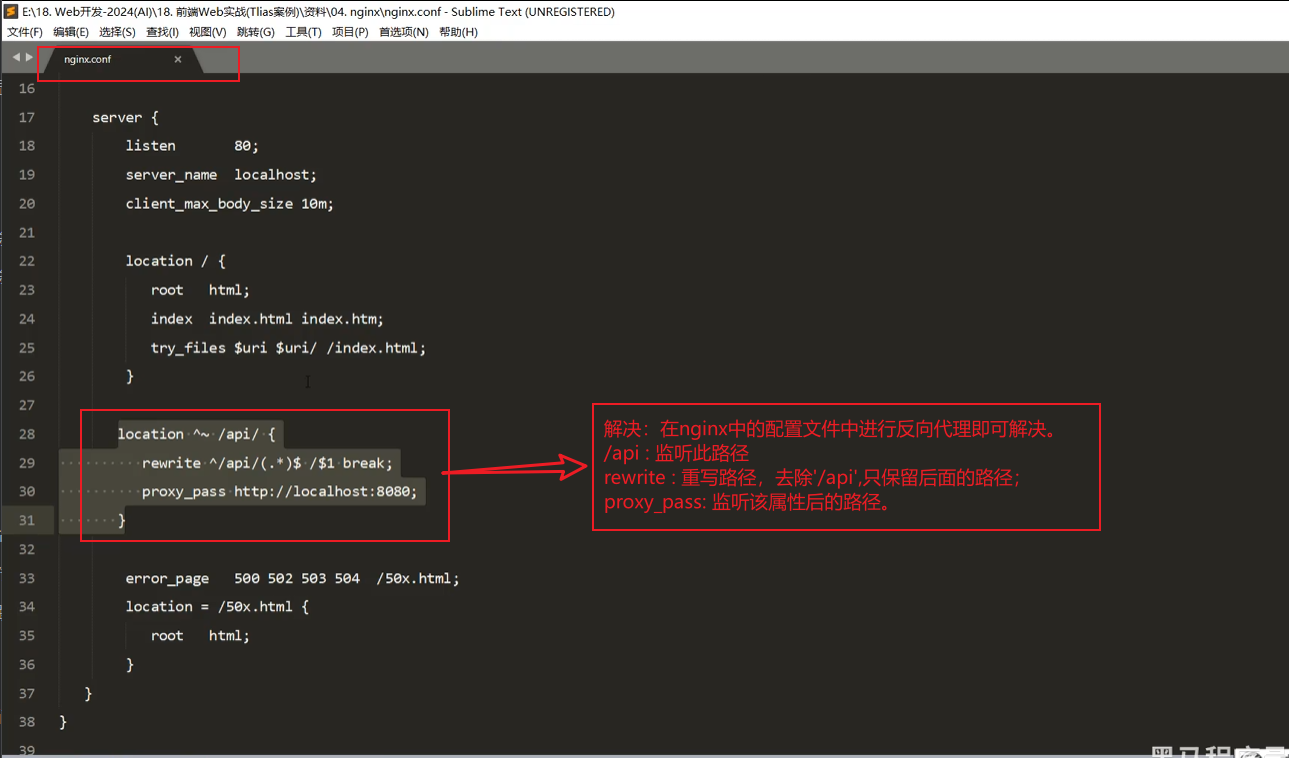 E:\18. Web开发-2024(AI)\18. 前端Web实战(Tlias案例)\资料\04. nginx\nginx.conf - Sublime Text (UNREGISTERED)
文件(F) 编辑(E) 选择(S) 查找(I) 视图(V) 跳转(G) 工具(T) 项目(P) 首选项(N) 帮助(H)
nginx.conf ×
16
17 server {
18 listen 80;
19 server_name localhost;
20 client_max_body_size 10m;
21
22 location / {
23 root html;
24 index index.html index.htm;
25 try_files $uri $uri/ /index.html;
26 }
27
28 location ^~ /api/ {
29 rewrite ^/api/(.*)$ /$1 break;
30 proxy_pass http://localhost:8080;
31 }
32
33 error_page 500 502 503 504 /50x.html;
34 location = /50x.html {
35 root html;
36 }
37 }
38 }
39
解决：在nginx中的配置文件中进行反向代理即可解决。
/api : 监听此路径
rewrite : 重写路径，去除'/api',只保留后面的路径；
proxy_pass: 监听该属性后的路径。